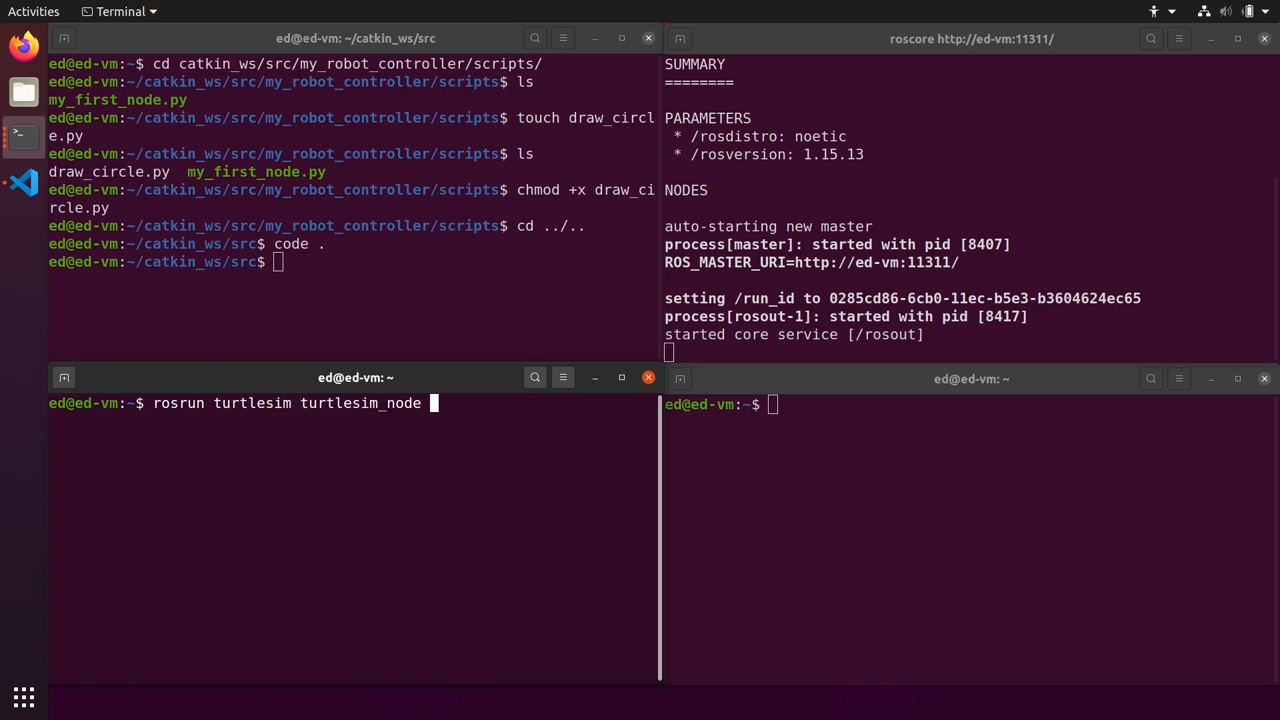 Activities
Terminal
ed@ed-vm: ~/catkin_ws/src
ed@ed-vm:~$ cd catkin_ws/src/my_robot_controller/scripts/
ed@ed-vm:~/catkin_ws/src/my_robot_controller/scripts$ ls
my_first_node.py
ed@ed-vm:~/catkin_ws/src/my_robot_controller/scripts$ touch draw_circl
e.py
ed@ed-vm:~/catkin_ws/src/my_robot_controller/scripts$ ls
draw_circle.py  my_first_node.py
ed@ed-vm:~/catkin_ws/src/my_robot_controller/scripts$ chmod +x draw_ci
rcle.py
ed@ed-vm:~/catkin_ws/src/my_robot_controller/scripts$ cd ../..
ed@ed-vm:~/catkin_ws/src$ code .
ed@ed-vm:~/catkin_ws/src$
roscore http://ed-vm:11311/
SUMMARY
========
PARAMETERS
 * /rosdistro: noetic
 * /rosversion: 1.15.13
NODES
auto-starting new master
process[master]: started with pid [8407]
ROS_MASTER_URI=http://ed-vm:11311/
setting /run_id to 0285cd86-6cb0-11ec-b5e3-b3604624ec65
process[rosout-1]: started with pid [8417]
started core service [/rosout]
ed@ed-vm: ~
ed@ed-vm:~$ rosrun turtlesim turtlesim_node
ed@ed-vm: ~
ed@ed-vm:~$